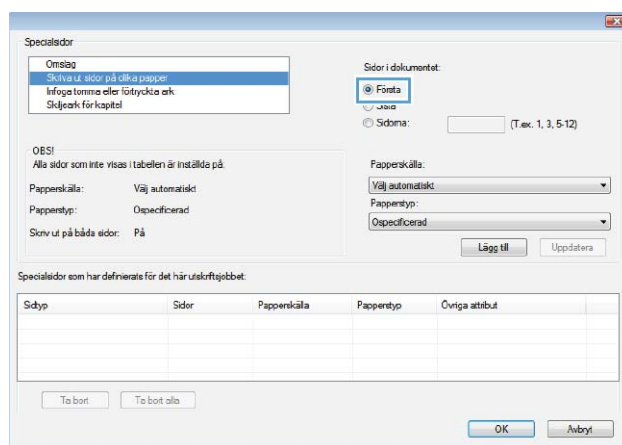 Specialsidor
Omslag
Skriva ut sidor på olika papper
Infoga tomma eller förtryckta ark
Skiljeark för kapitel
Sidor i dokumentet:
Första
Sista
Sidorna: (T.ex. 1, 3, 5-12)
OBS!
Alla sidor som inte visas i tabellen är inställda på:
Papperskälla: Välj automatiskt
Papperstyp: Ospecificerad
Skriv ut på båda sidor: På
Papperskälla:
Välj automatiskt
Papperstyp:
Ospecificerad
Lägg till Uppdatera
Specialsidor som har definierats för det här utskriftsjobbet:
Sidtyp Sidor Papperskälla Papperstyp Övriga attribut
Ta bort Ta bort alla
OK Avbryt